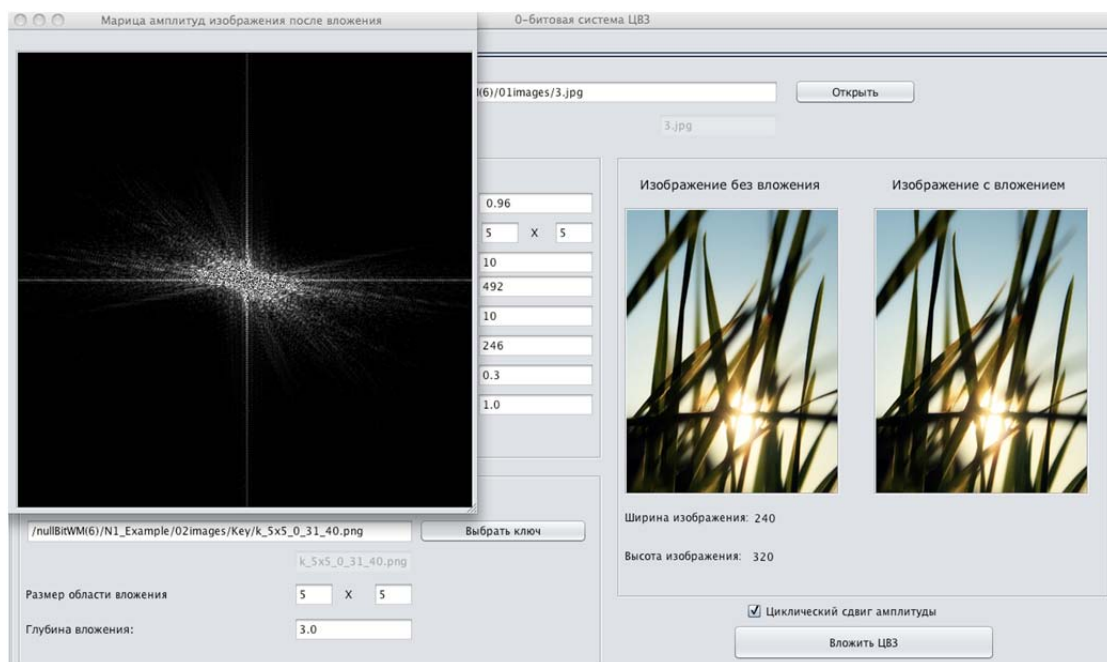 Марица амплитуд изображения после вложения
0-битовая система ЦВЗ
(6)/01images/3.jpg
Открыть
3.jpg
0.96
5 X 5
10
492
10
246
0.3
1.0
Изображение без вложения
Изображение с вложением
Ширина изображения: 240
Высота изображения: 320
/nullBitWM(6)/N1_Example/02images/Key/k_5x5_0_31_40.png
Выбрать ключ
k_5x5_0_31_40.png
Размер области вложения
5 X 5
Глубина вложения:
3.0
Циклический сдвиг амплитуды
Вложить ЦВЗ